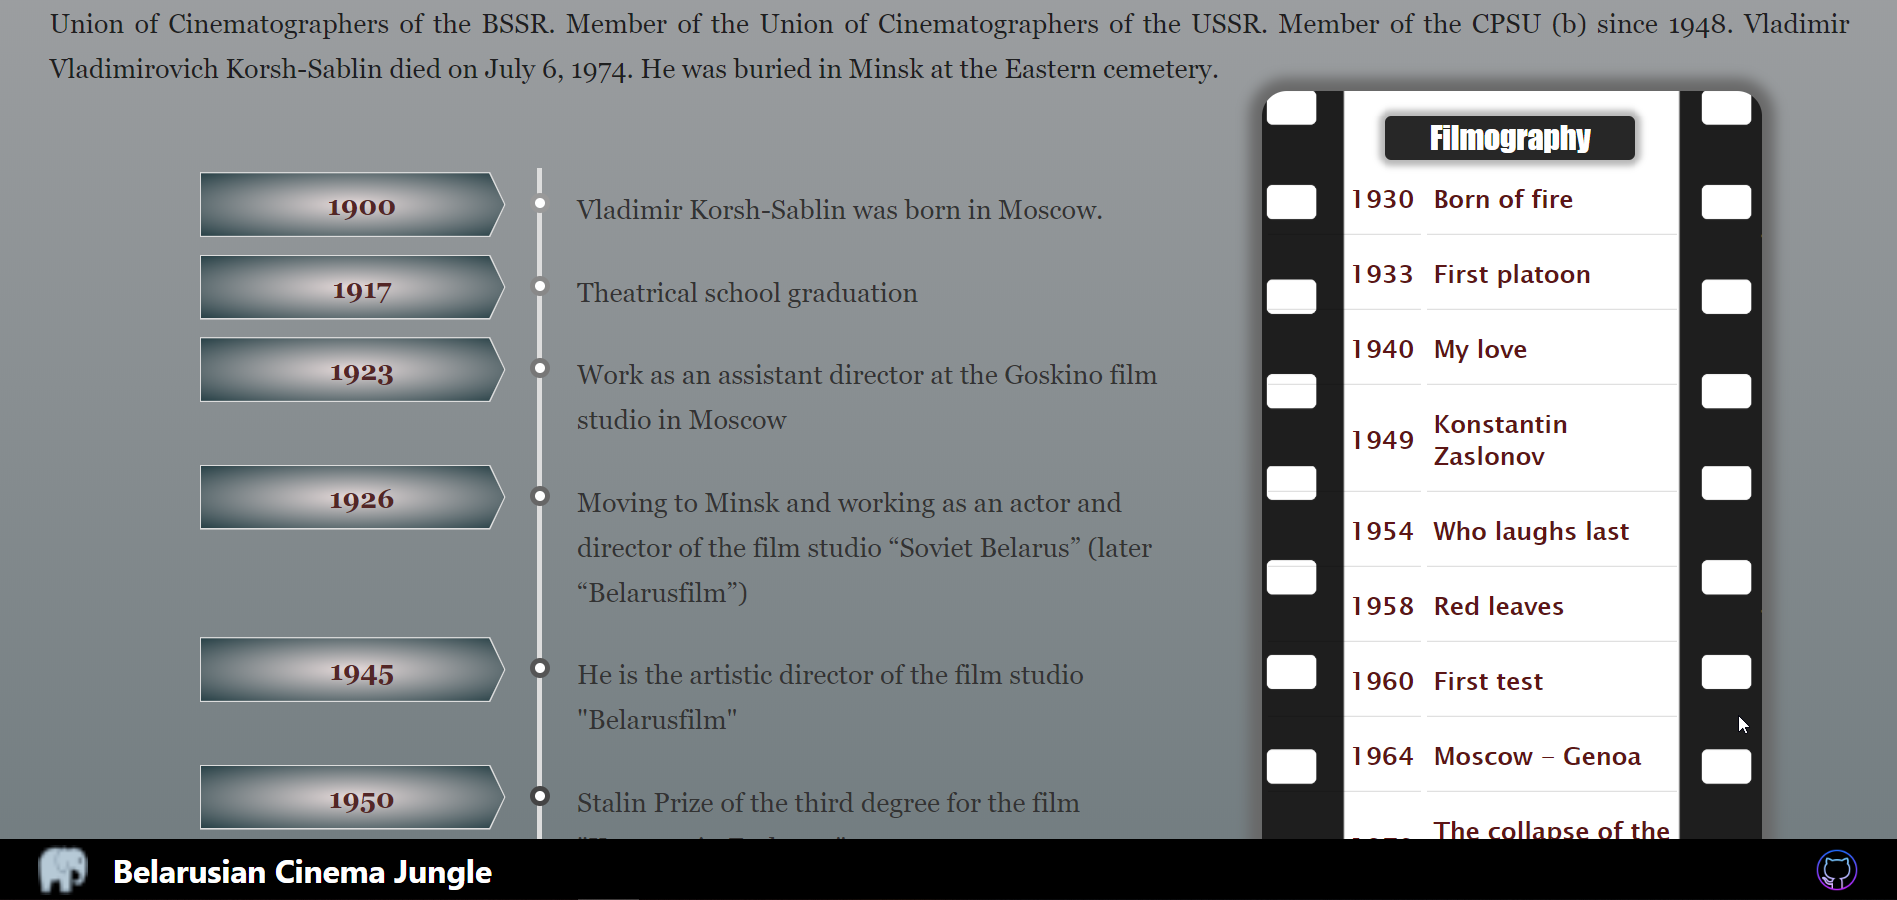 Union of Cinematographers of the BSSR. Member of the Union of Cinematographers of the USSR. Member of the CPSU (b) since 1948. Vladimir
Vladimirovich Korsh-Sablin died on July 6, 1974. He was buried in Minsk at the Eastern cemetery.
1900
Vladimir Korsh-Sablin was born in Moscow.
1917
Theatrical school graduation
1923
Work as an assistant director at the Goskino film
studio in Moscow
1926
Moving to Minsk and working as an actor and
director of the film studio “Soviet Belarus” (later
“Belarusfilm”)
1945
He is the artistic director of the film studio
"Belarusfilm"
1950
Stalin Prize of the third degree for the film
Filmography
1930 Born of fire
1933 First platoon
1940 My love
1949 Konstantin
Zaslonov
1954 Who laughs last
1958 Red leaves
1960 First test
1964 Moscow – Genoa
The collapse of the
Belarusian Cinema Jungle